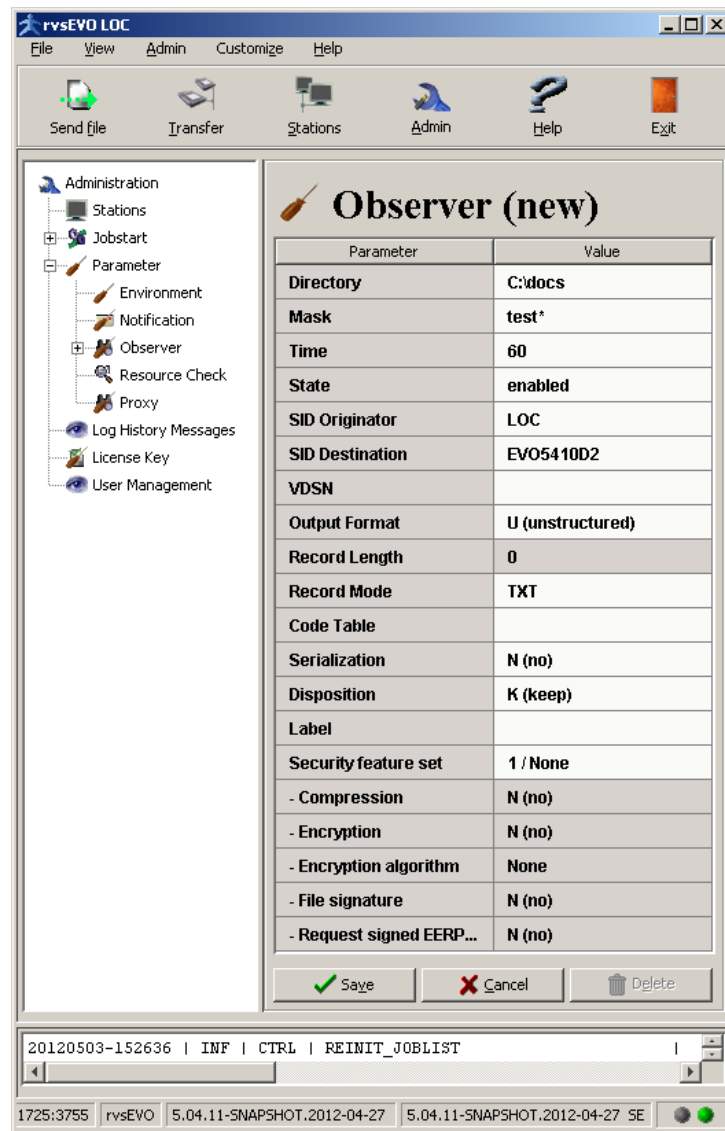 rvsEVO LOC
File View Admin Customize Help
Send file Transfer Stations Admin Help Exit
Administration
Stations
Jobstart
Parameter
Environment
Notification
Observer
Resource Check
Proxy
Log History Messages
License Key
User Management
Observer (new)
Parameter Value
Directory C:\docs
Mask test*
Time 60
State enabled
SID Originator LOC
SID Destination EVO5410D2
VDSN
Output Format U (unstructured)
Record Length 0
Record Mode TXT
Code Table
Serialization N (no)
Disposition K (keep)
Label
Security feature set 1 / None
- Compression N (no)
- Encryption N (no)
- Encryption algorithm None
- File signature N (no)
- Request signed EERP... N (no)
Save Cancel Delete
20120503-152636 | INF | CTRL | REINIT_JOBLIST |
1725:3755 rvsEVO 5.04.11-SNAPSHOT.2012-04-27 5.04.11-SNAPSHOT.2012-04-27 SE